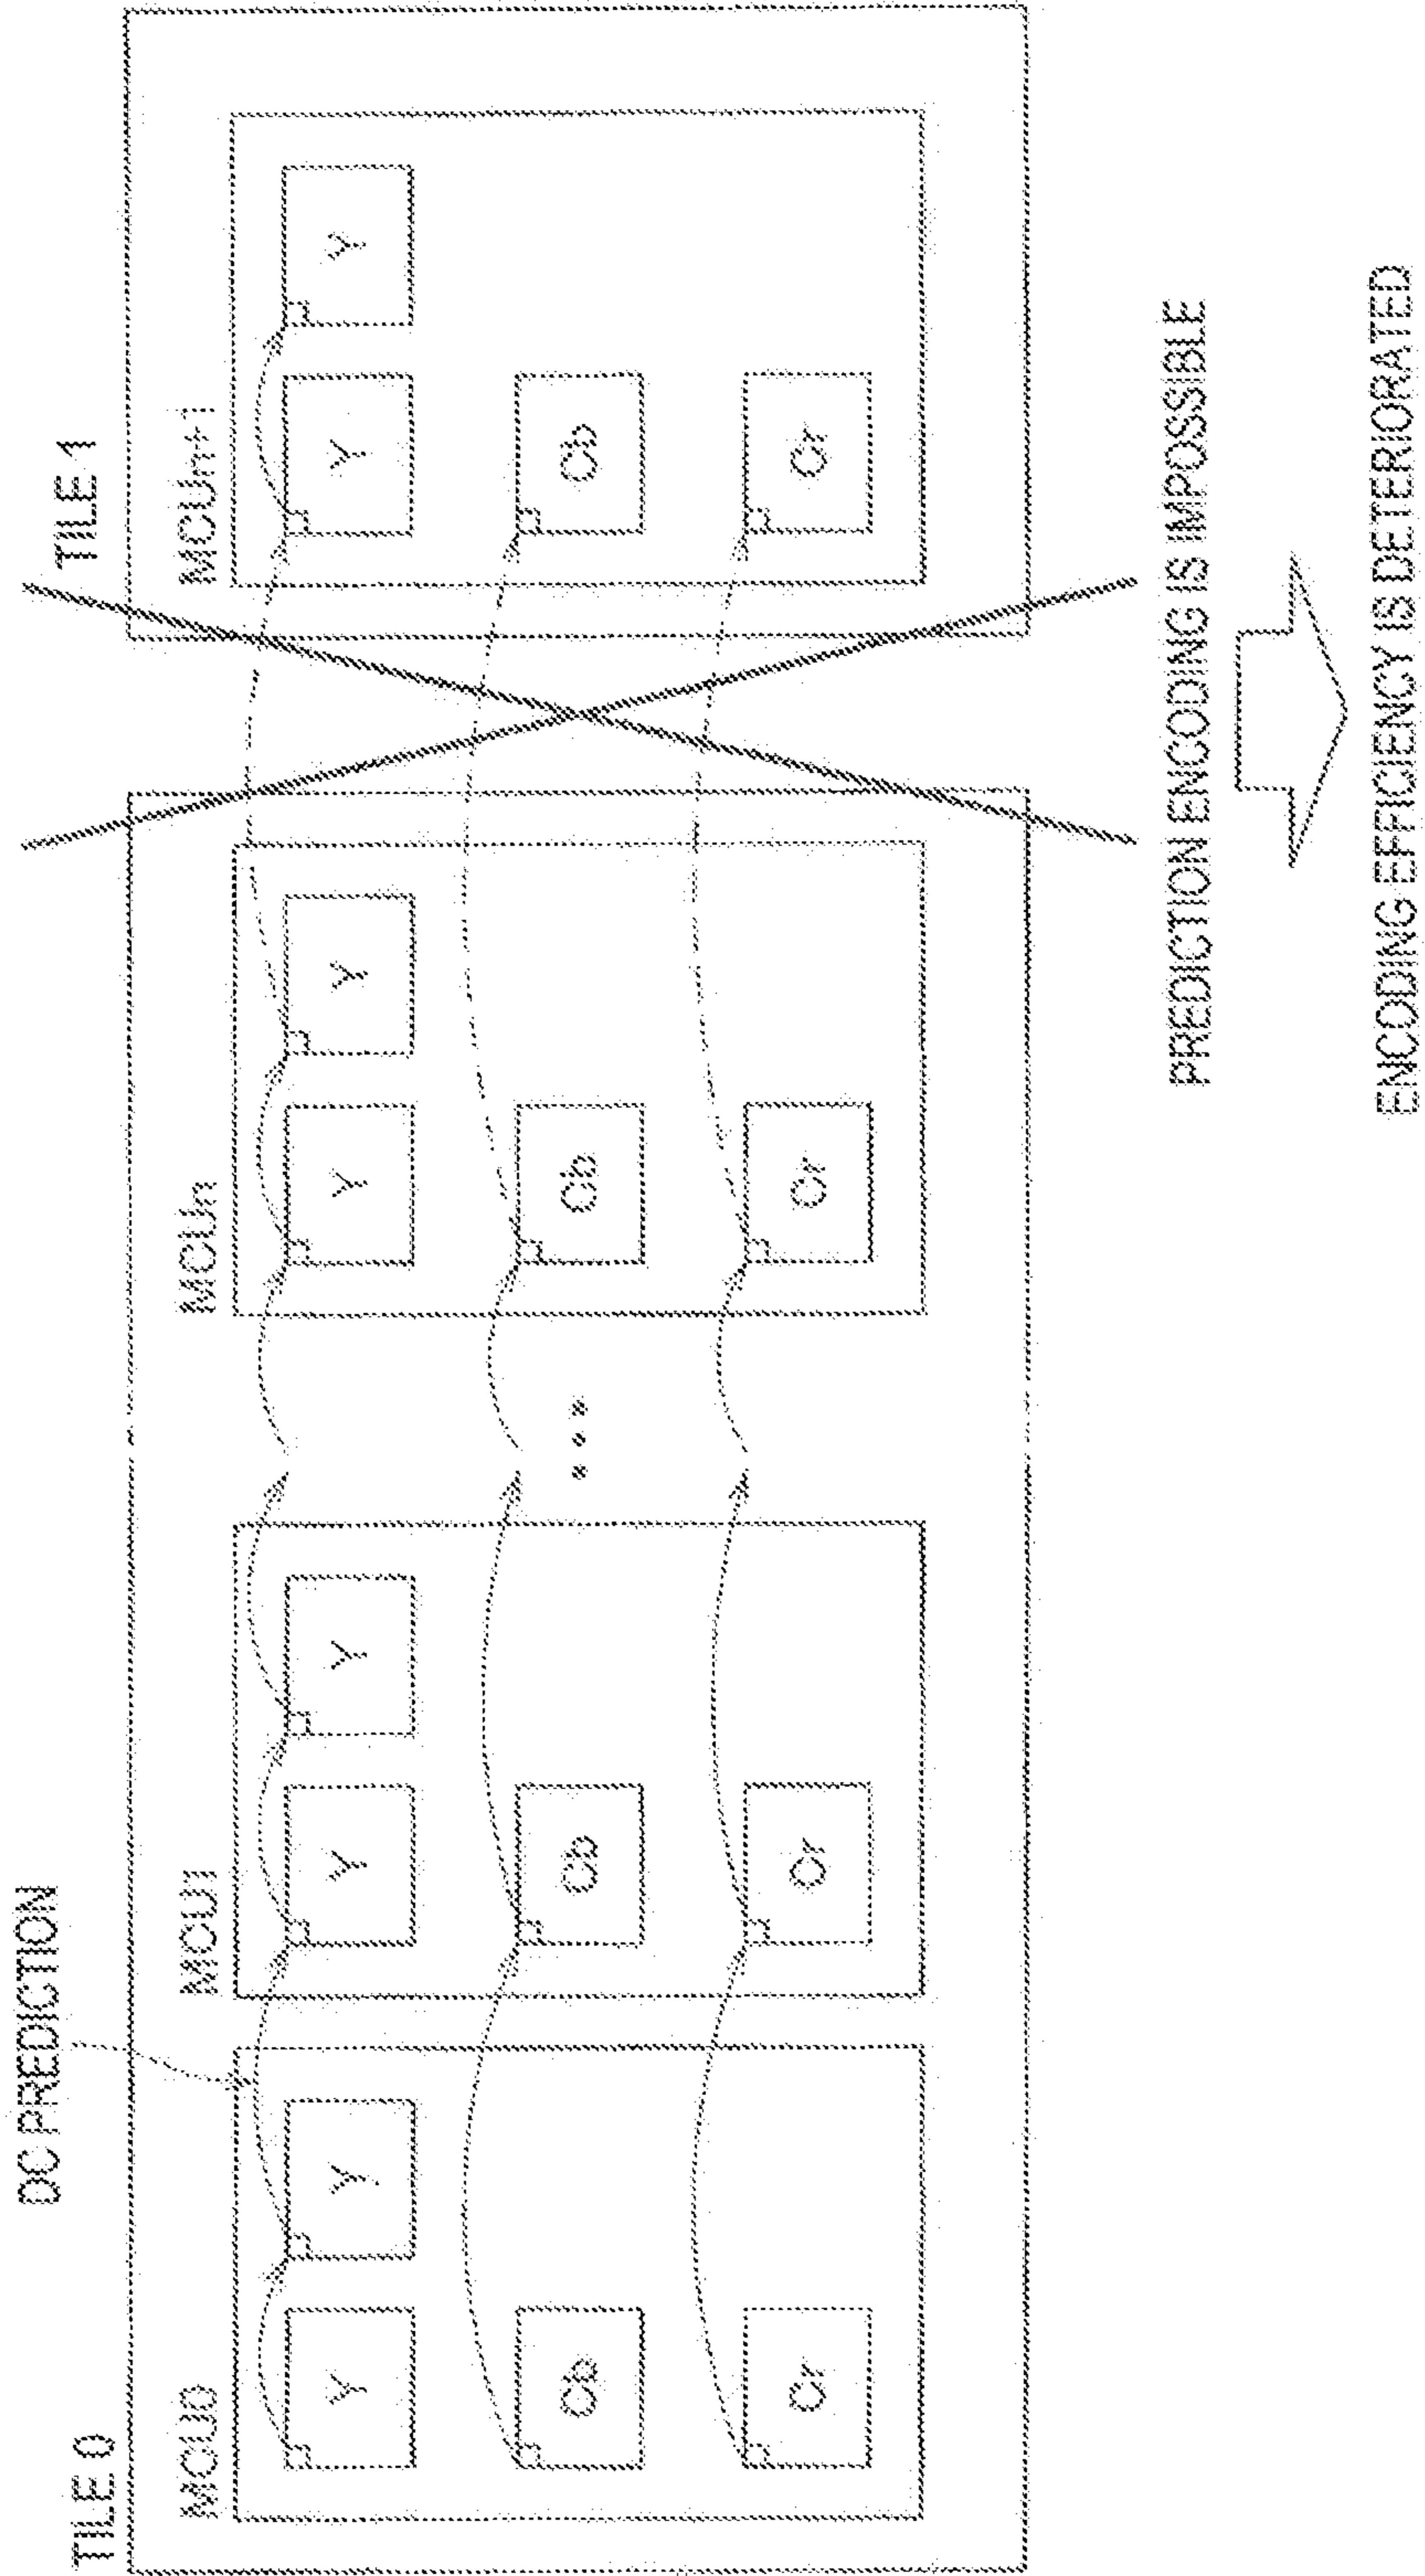 DC PREDICTION
TILE 0
TILE 1
MCU0
MCU1
MCUn
MCUn+1
Y Y Y Y Y Y Y Y
Cb Cb ... Cb Cb
Cr Cr Cr Cr
PREDICTION ENCODING IS IMPOSSIBLE
ENCODING EFFICIENCY IS DETERIORATED